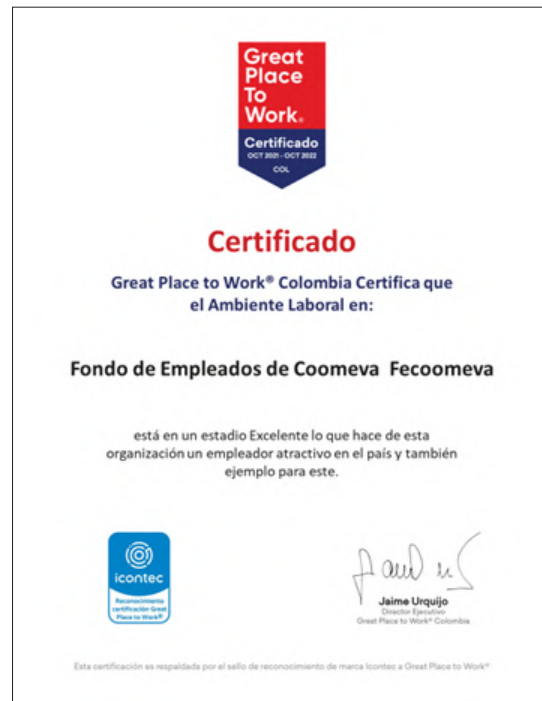 Great
Place
To
Work®
Certificado
OCT 2021 - OCT 2022
COL
Certificado
Great Place to Work® Colombia Certifica que
el Ambiente Laboral en:
Fondo de Empleados de Coomeva Fecoomeva
está en un estadio Excelente lo que hace de esta
organización un empleador atractivo en el país y también
ejemplo para este.
icontec
Reconocimiento
certificación Great
Place to Work®
Jaime Urquijo
Director Ejecutivo
Great Place to Work® Colombia
Esta certificación es respaldada por el sello de reconocimiento de marca Icontec a Great Place to Work®